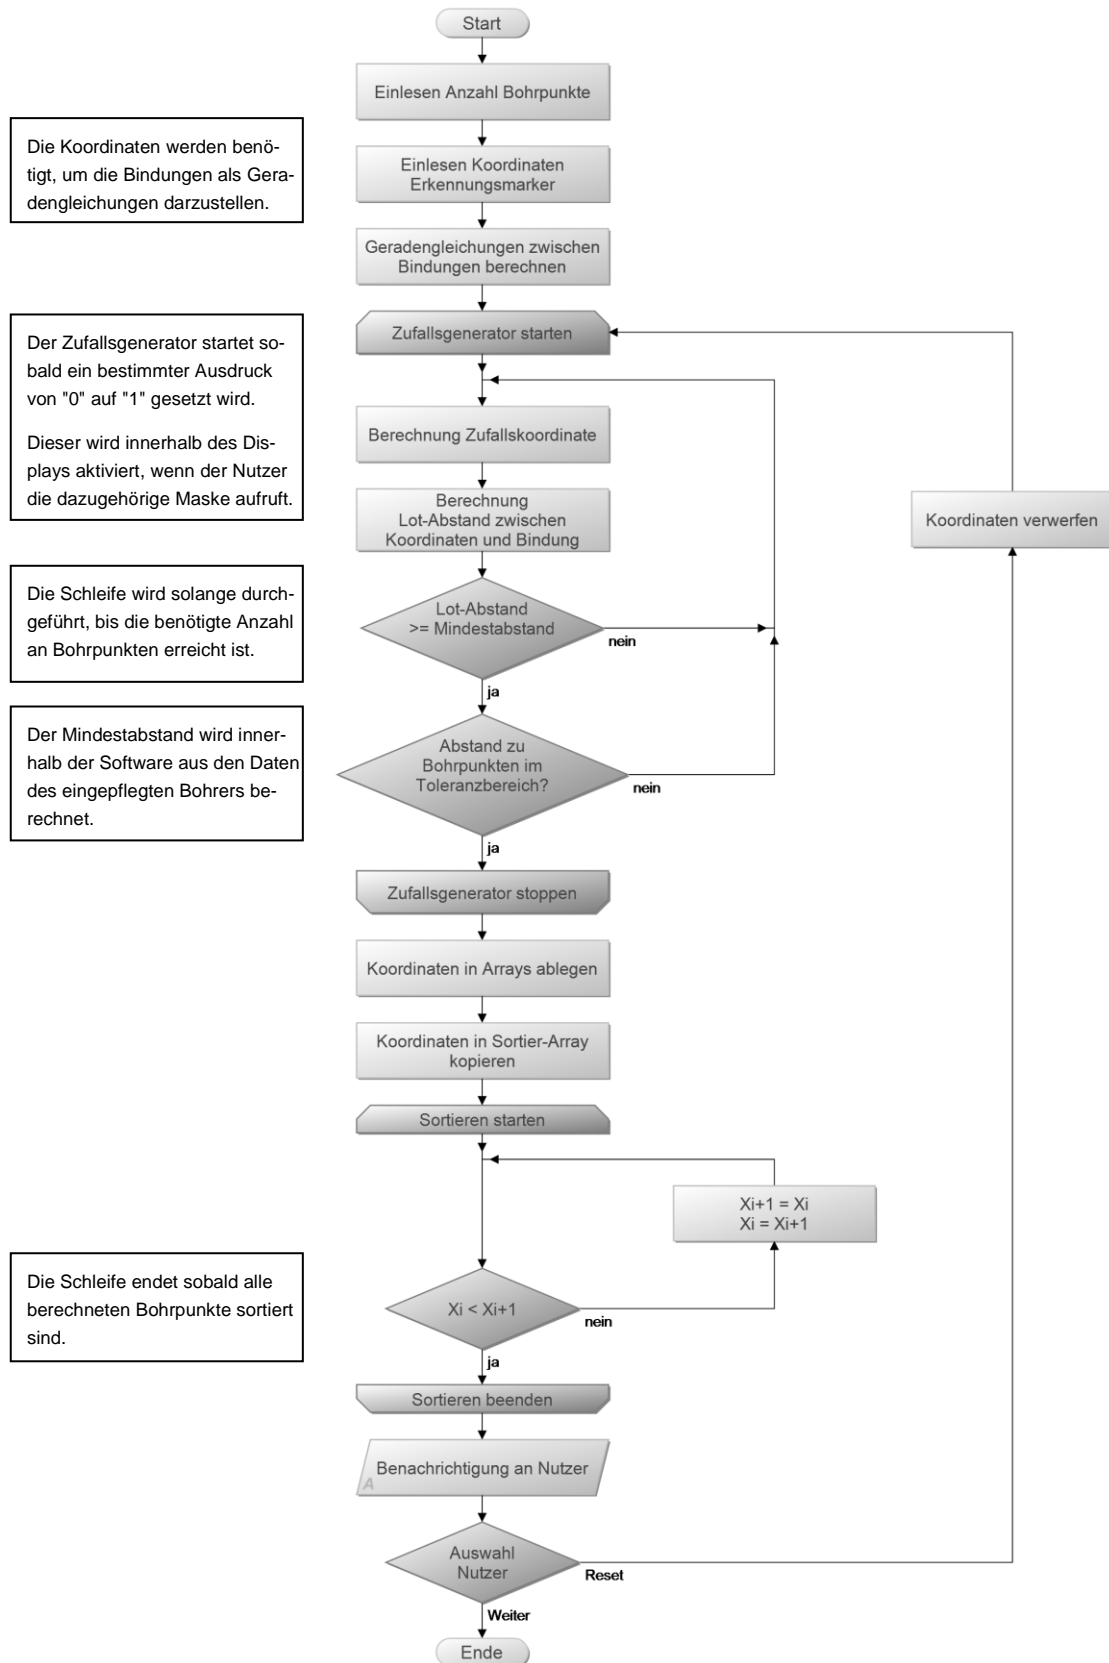 Start
Einlesen Anzahl Bohrpunkte
Die Koordinaten werden benö-
tigt, um die Bindungen als Gera-
dengleichungen darzustellen.
Einlesen Koordinaten
Erkennungsmarker
Geradengleichungen zwischen
Bindungen berechnen
Der Zufallsgenerator startet so-
bald ein bestimmter Ausdruck
von "0" auf "1" gesetzt wird.
Dieser wird innerhalb des Dis-
plays aktiviert, wenn der Nutzer
die dazugehörige Maske aufruft.
Zufallsgenerator starten
Berechnung Zufallskoordinate
Berechnung
Lot-Abstand zwischen
Koordinaten und Bindung
Koordinaten verwerfen
Die Schleife wird solange durch-
geführt, bis die benötigte Anzahl
an Bohrpunkten erreicht ist.
Lot-Abstand
>= Mindestabstand
nein
ja
Der Mindestabstand wird inner-
halb der Software aus den Daten
des eingepflegten Bohrers be-
rechnet.
Abstand zu
Bohrpunkten im
Toleranzbereich?
nein
ja
Zufallsgenerator stoppen
Koordinaten in Arrays ablegen
Koordinaten in Sortier-Array
kopieren
Sortieren starten
Xi+1 = Xi
Xi = Xi+1
Die Schleife endet sobald alle
berechneten Bohrpunkte sortiert
sind.
Xi < Xi+1
nein
ja
Sortieren beenden
Benachrichtigung an Nutzer
A
Auswahl
Nutzer
Reset
Weiter
Ende